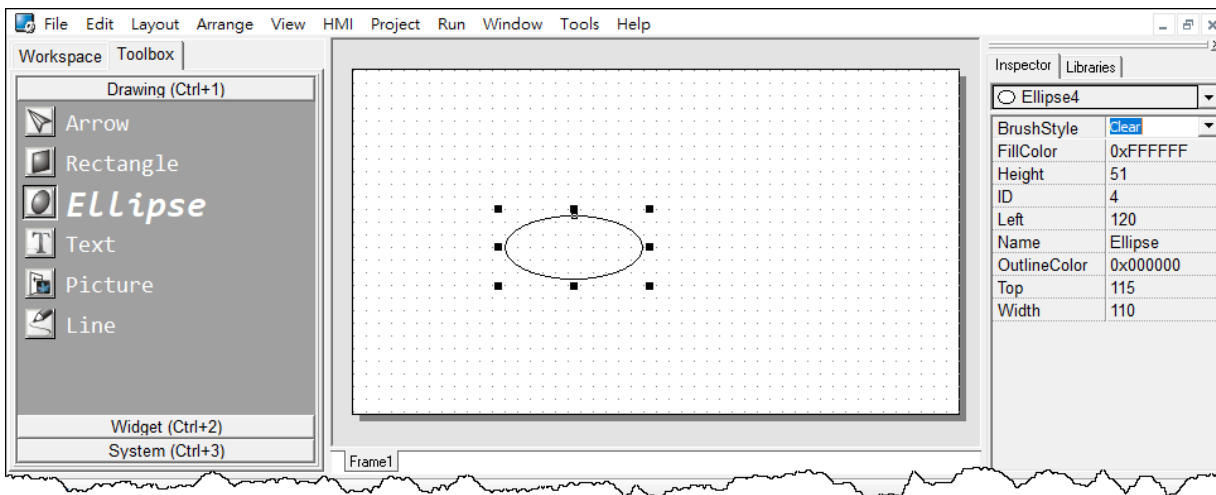 File Edit Layout Arrange View HMI Project Run Window Tools Help
Workspace Toolbox
Drawing (Ctrl+1)
Arrow
Rectangle
Ellipse
Text
Picture
Line
Widget (Ctrl+2)
System (Ctrl+3)
Frame1
Inspector Libraries
Ellipse4
BrushStyle Clear
FillColor 0xFFFFFF
Height 51
ID 4
Left 120
Name Ellipse
OutlineColor 0x000000
Top 115
Width 110